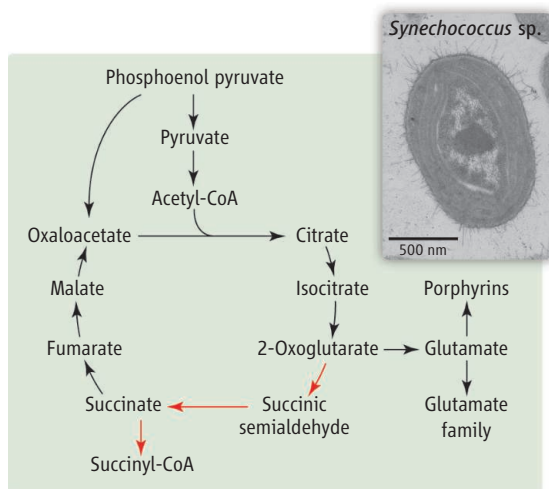 Synechococcus sp.
500 nm
Phosphoenol pyruvate
Pyruvate
Acetyl-CoA
Oxaloacetate
Citrate
Malate
Isocitrate
Porphyrins
Fumarate
2-Oxoglutarate
Glutamate
Succinate
Succinic
semialdehyde
Glutamate
family
Succinyl-CoA